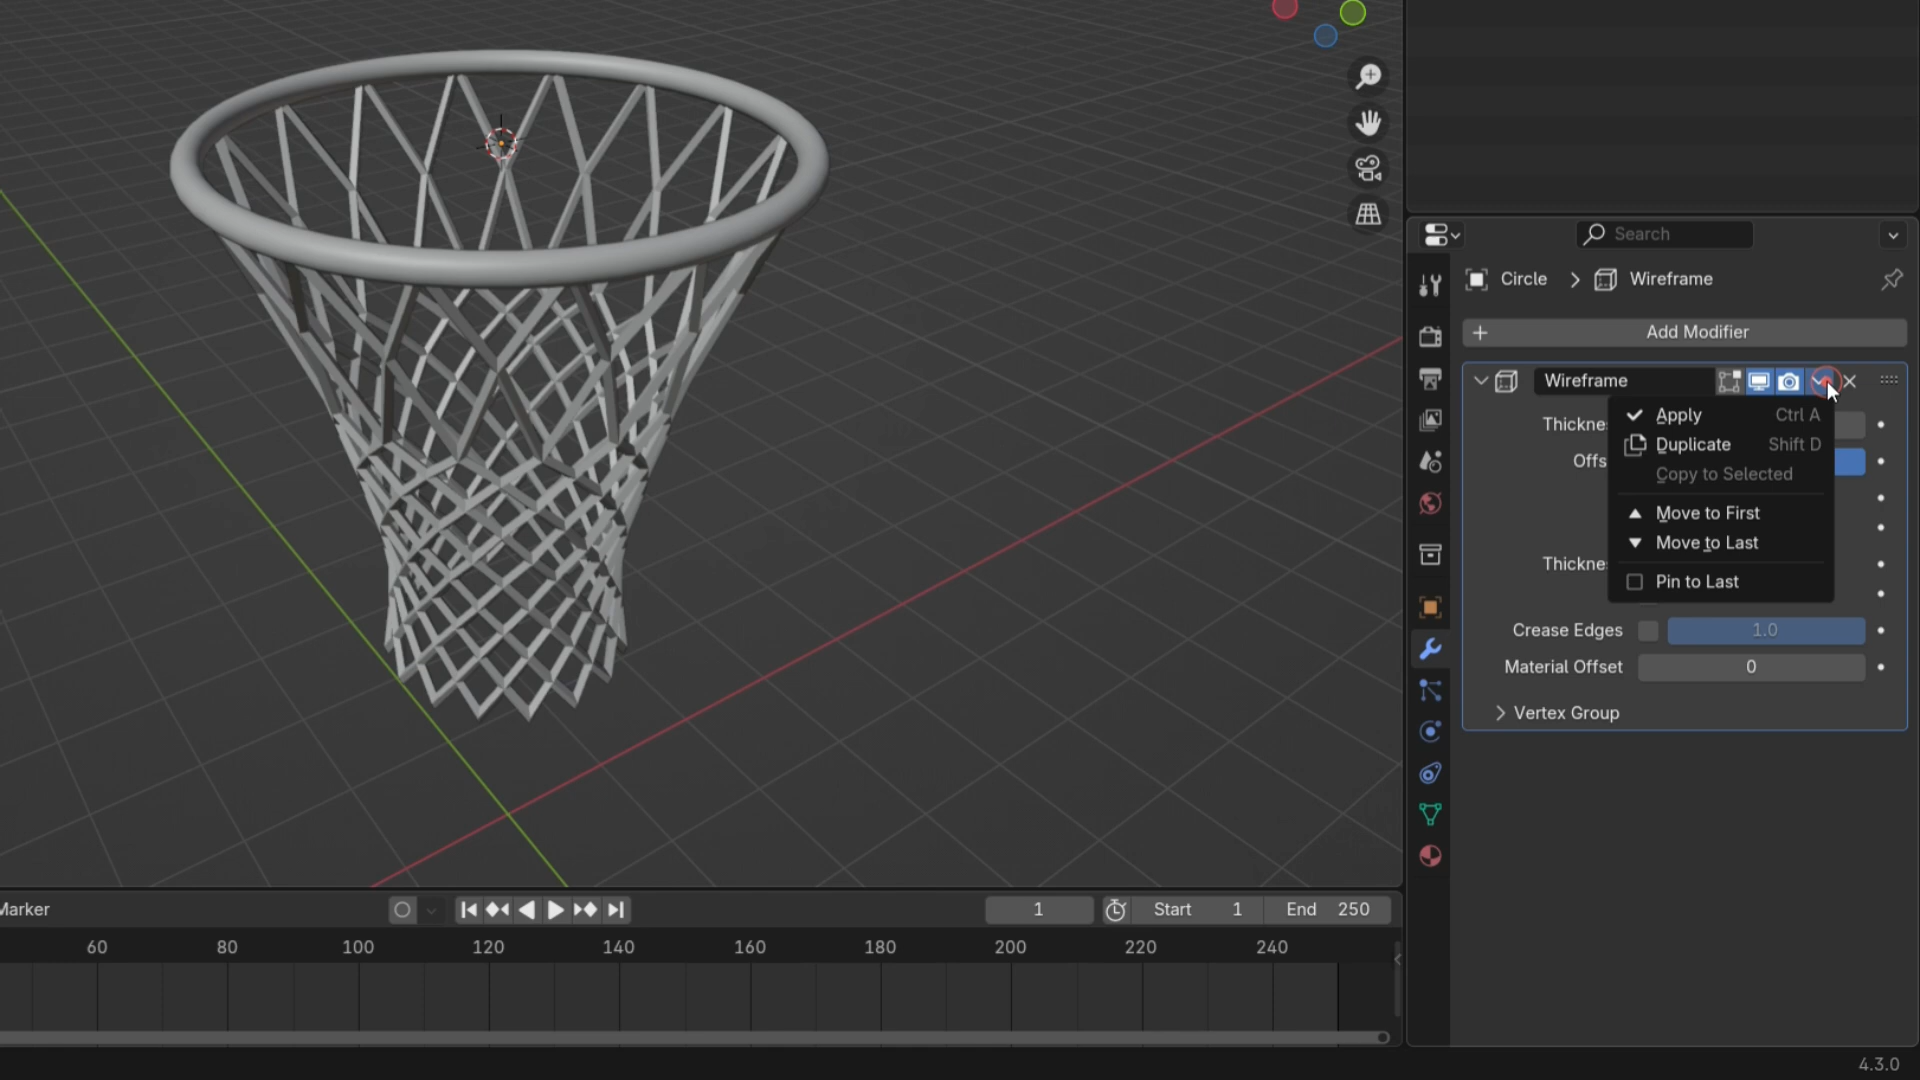 Search
Circle > Wireframe
Add Modifier
Wireframe
Apply Ctrl A
Thickne
Duplicate Shift D
Offs
Copy to Selected
Move to First
Move to Last
Thickne
Pin to Last
Crease Edges 1.0
Material Offset 0
Vertex Group
Marker 1 Start 1 End 250
60 80 100 120 140 160 180 200 220 240
4.3.0